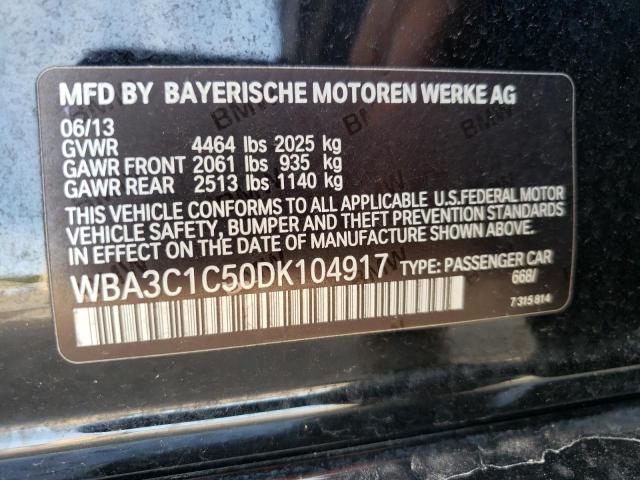 MFD BY BAYERISCHE MOTOREN WERKE AG
06/13
GVWR 4464 lbs 2025 kg
GAWR FRONT 2061 lbs 935 kg
GAWR REAR 2513 lbs 1140 kg
THIS VEHICLE CONFORMS TO ALL APPLICABLE U.S.FEDERAL MOTOR
VEHICLE SAFETY, BUMPER AND THEFT PREVENTION STANDARDS
IN EFFECT ON THE DATE OF MANUFACTURE SHOWN ABOVE.
WBA3C1C50DK104917 TYPE: PASSENGER CAR
668/
7315814